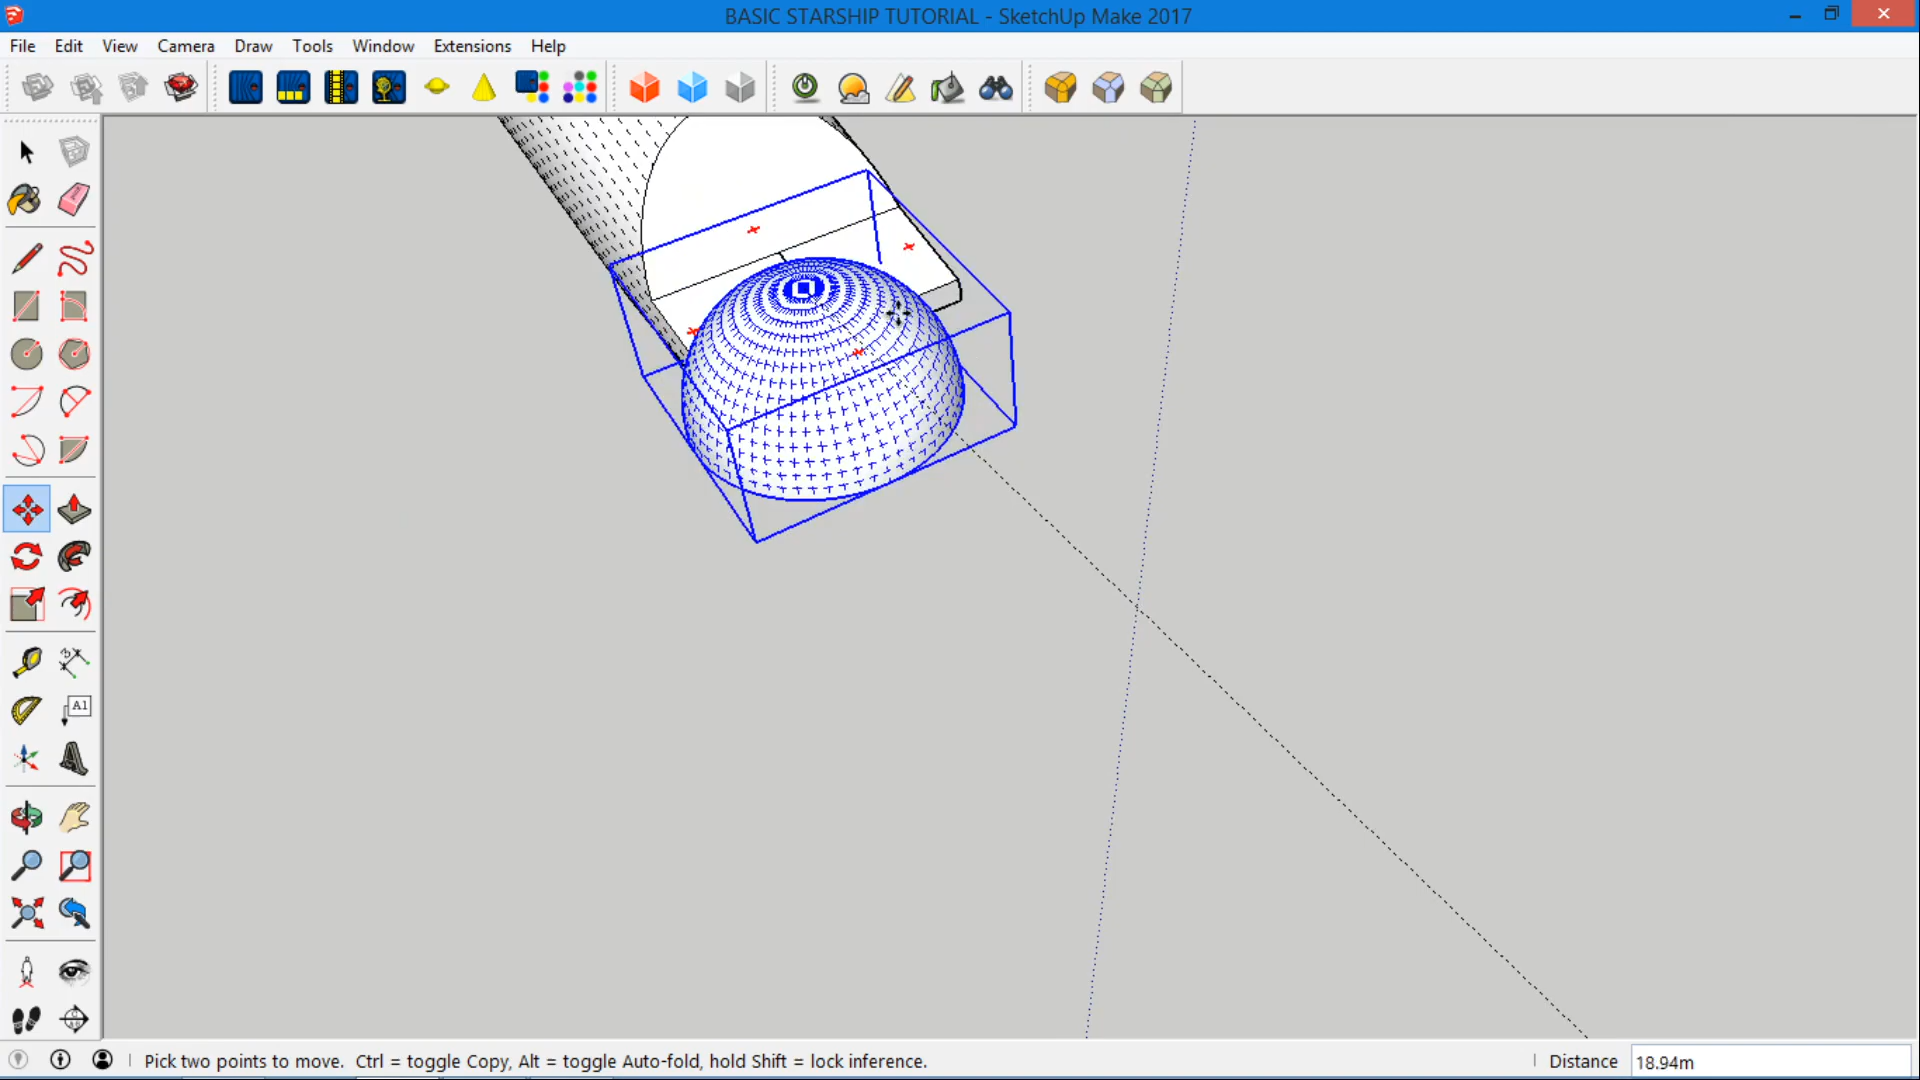 BASIC STARSHIP TUTORIAL - SketchUp Make 2017
File Edit View Camera Draw Tools Window Extensions Help
A1
Pick two points to move. Ctrl = toggle Copy, Alt = toggle Auto-fold, hold Shift = lock inference.
Distance 18.94m